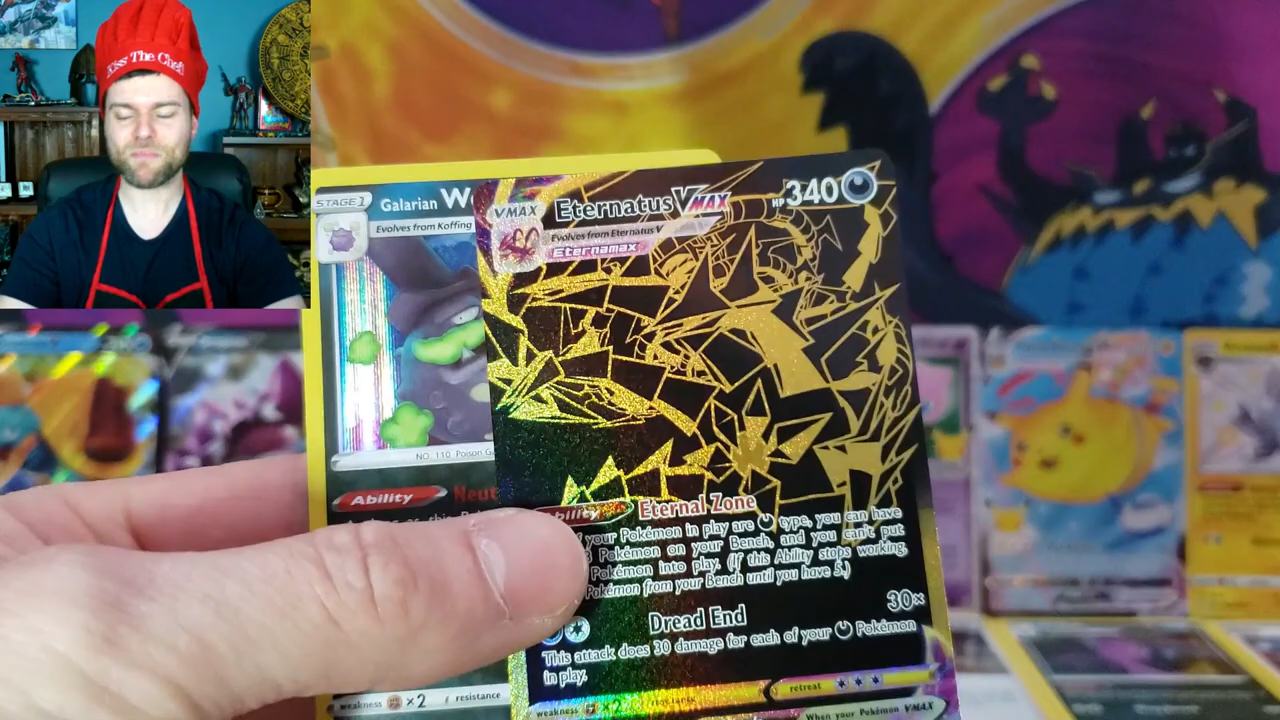 Kiss The Chef
STAGE 1
Galarian
Evolves from Koffing
NO. 110 Poison
Ability
weakness ×2 resistance
VMAX
Eternatus VMAX
HP 340
Evolves from Eternatus V
Eternamax
Eternal Zone
your Pokémon in play are type, you can have
Pokémon on your Bench, and you can't put
Pokémon into play. (If this Ability stops working,
Pokémon from your Bench until you have 5.)
Dread End 30×
This attack does 30 damage for each of your Pokémon
in play.
weakness ×2 resistance
retreat
When your Pokémon VMAX